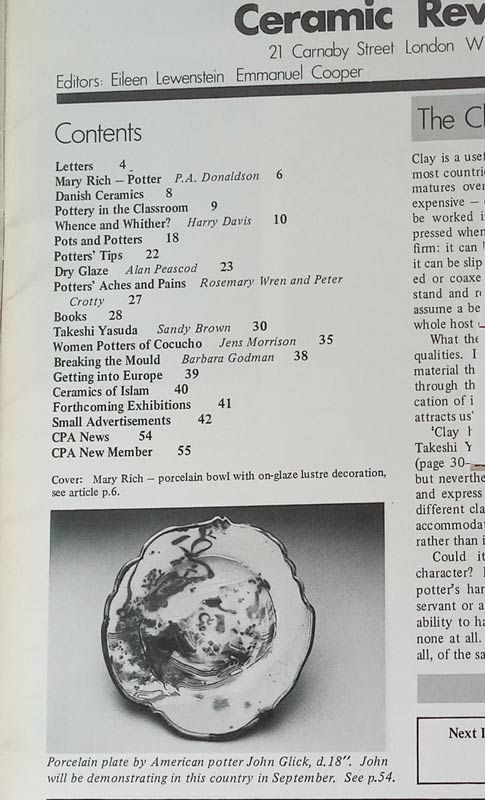 Ceramic Rev
21 Carnaby Street London W
Editors: Eileen Lewenstein Emmanuel Cooper
Contents
Letters 4
Mary Rich – Potter P.A. Donaldson 6
Danish Ceramics 8
Pottery in the Classroom 9
Whence and Whither? Harry Davis 10
Pots and Potters 18
Potters' Tips 22
Dry Glaze Alan Peascod 23
Potters' Aches and Pains Rosemary Wren and Peter
Crotty 27
Books 28
Takeshi Yasuda Sandy Brown 30
Women Potters of Cocucho Jens Morrison 35
Breaking the Mould Barbara Godman 38
Getting into Europe 39
Ceramics of Islam 40
Forthcoming Exhibitions 41
Small Advertisements 42
CPA News 54
CPA New Member 55
Cover: Mary Rich – porcelain bowl with on-glaze lustre decoration,
see article p.6.
Porcelain plate by American potter John Glick, d.18″. John
will be demonstrating in this country in September. See p.54.
The Cl
Clay is a usef
most countri
matures over
expensive –
be worked i
pressed when
firm: it can
it can be slip
ed or coaxe
stand and r
assume a be
whole host
What the
qualities. I
material th
through th
cation of i
attracts us'
'Clay h
Takeshi Y
(page 30–
but neverthe
and express
different cla
accommodat
rather than i
Could it
character?
potter's han
servant or a
ability to ha
none at all.
all, of the sa
Next I